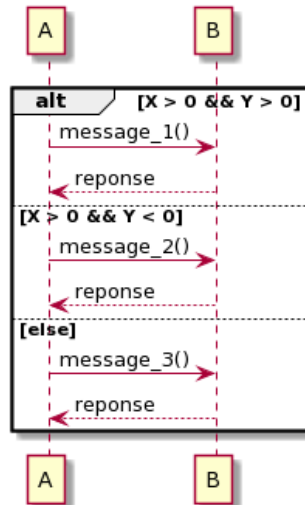 A B
alt [X > 0 && Y > 0]
message_1()
reponse
[X > 0 && Y < 0]
message_2()
reponse
[else]
message_3()
reponse
A B